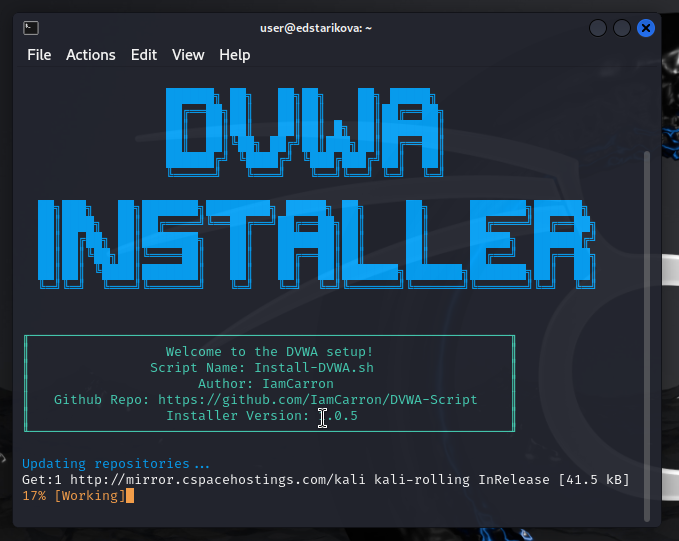 user@edstarikova: ~
File Actions Edit View Help
DVWA
INSTALLER
Welcome to the DVWA setup!
Script Name: Install-DVWA.sh
Author: IamCarron
Github Repo: https://github.com/IamCarron/DVWA-Script
Installer Version: .0.5
Updating repositories...
Get:1 http://mirror.cspacehostings.com/kali kali-rolling InRelease [41.5 kB]
17% [Working]